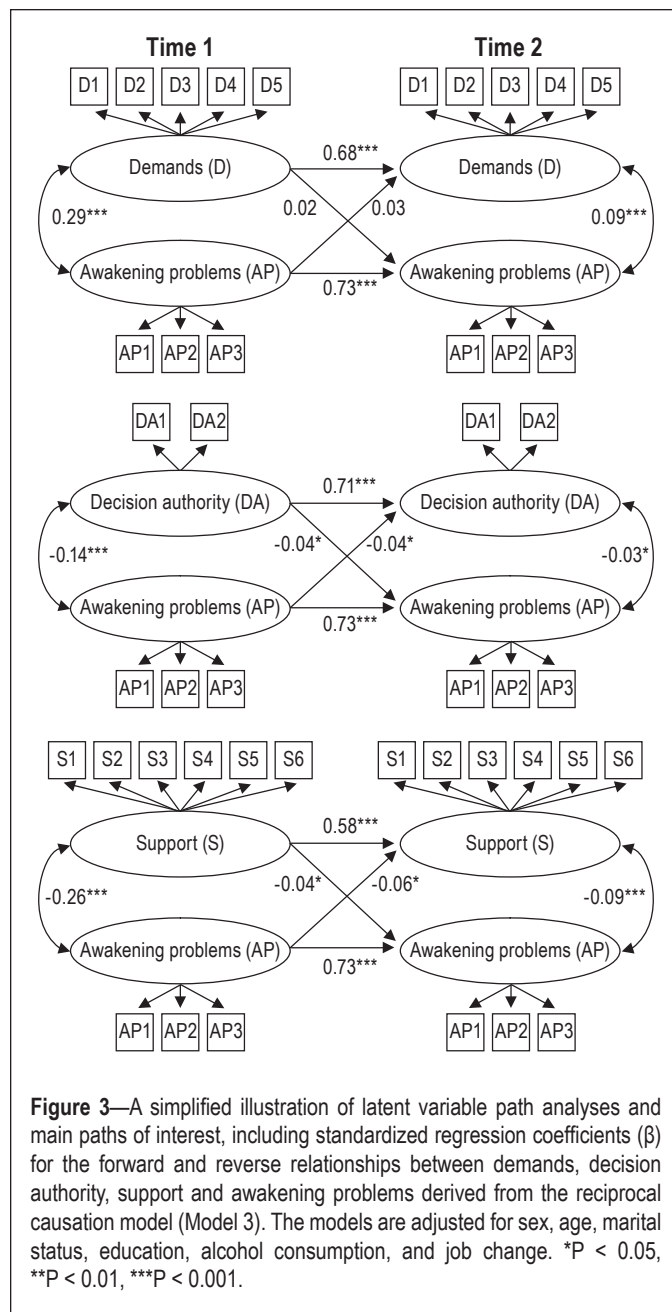 Time 1 Time 2
D1 D2 D3 D4 D5 D1 D2 D3 D4 D5
0.68***
Demands (D) Demands (D)
0.02 0.03
0.29*** 0.09***
Awakening problems (AP) Awakening problems (AP)
0.73***
AP1 AP2 AP3 AP1 AP2 AP3
DA1 DA2 DA1 DA2
0.71***
Decision authority (DA) Decision authority (DA)
-0.04* -0.04*
-0.14*** -0.03*
Awakening problems (AP) Awakening problems (AP)
0.73***
AP1 AP2 AP3 AP1 AP2 AP3
S1 S2 S3 S4 S5 S6 S1 S2 S3 S4 S5 S6
0.58***
Support (S) Support (S)
-0.04* -0.06*
-0.26*** -0.09***
Awakening problems (AP) Awakening problems (AP)
0.73***
AP1 AP2 AP3 AP1 AP2 AP3
Figure 3—A simplified illustration of latent variable path analyses and
main paths of interest, including standardized regression coefficients (β)
for the forward and reverse relationships between demands, decision
authority, support and awakening problems derived from the reciprocal
causation model (Model 3). The models are adjusted for sex, age, marital
status, education, alcohol consumption, and job change. *P < 0.05,
**P < 0.01, ***P < 0.001.